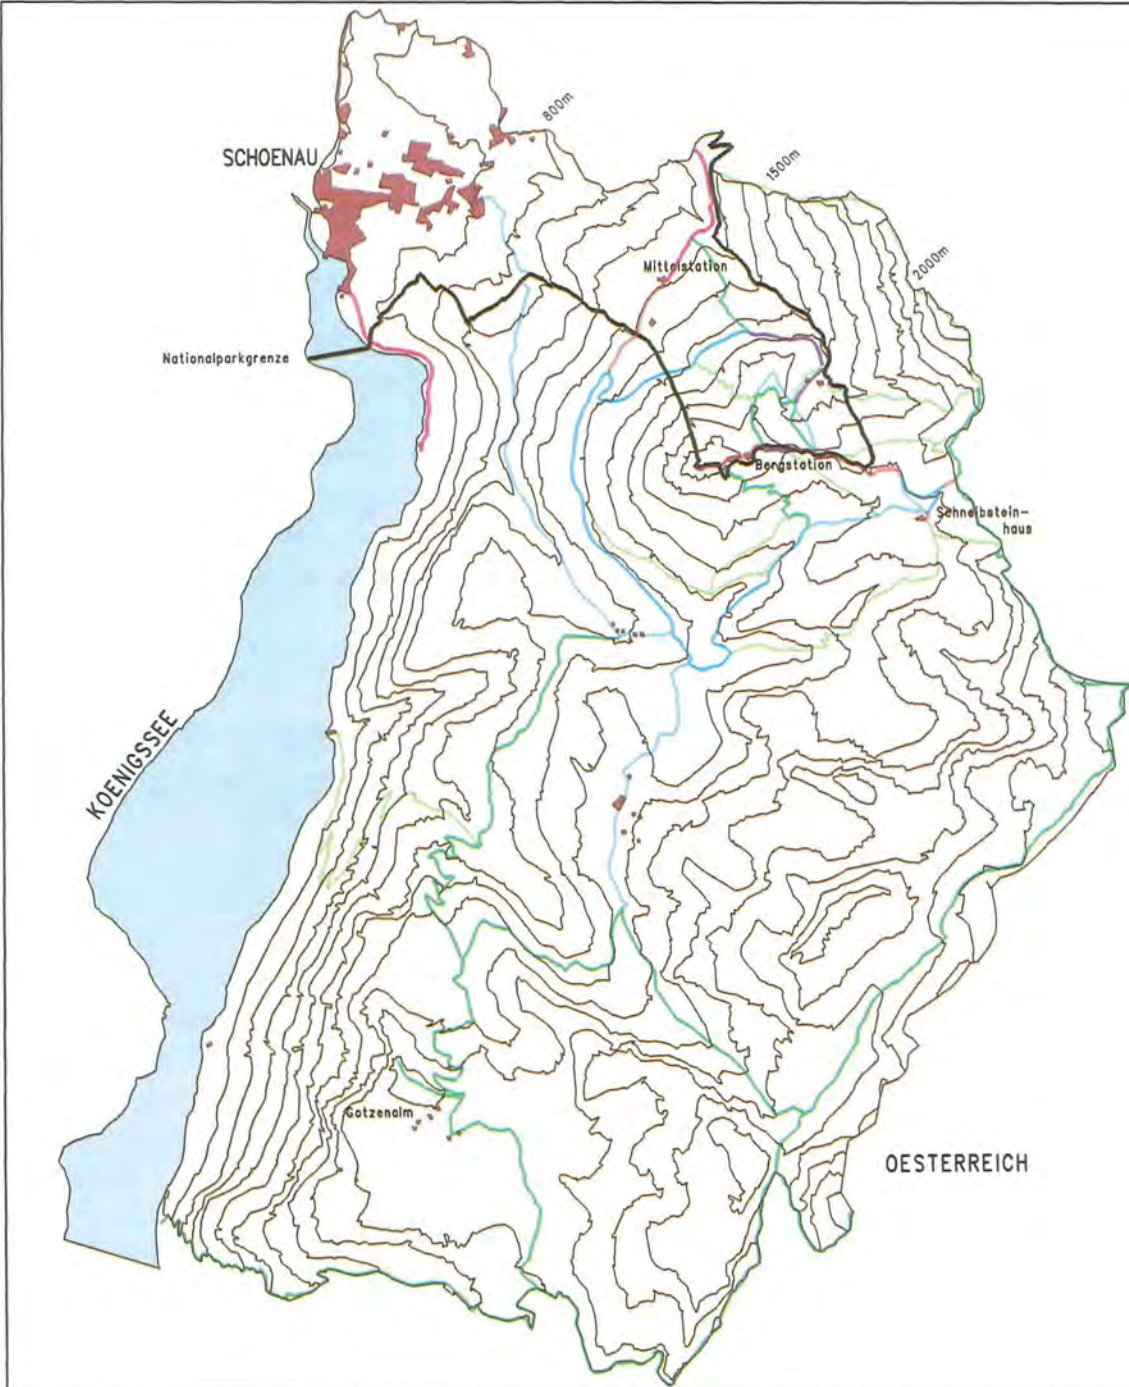 800m
SCHOENAU
1500m
2000m
Mittelstation
Nationalparkgrenze
Bergstation
Schneibstein-
haus
KOENIGSSEE
Gotzenalm
OESTERREICH